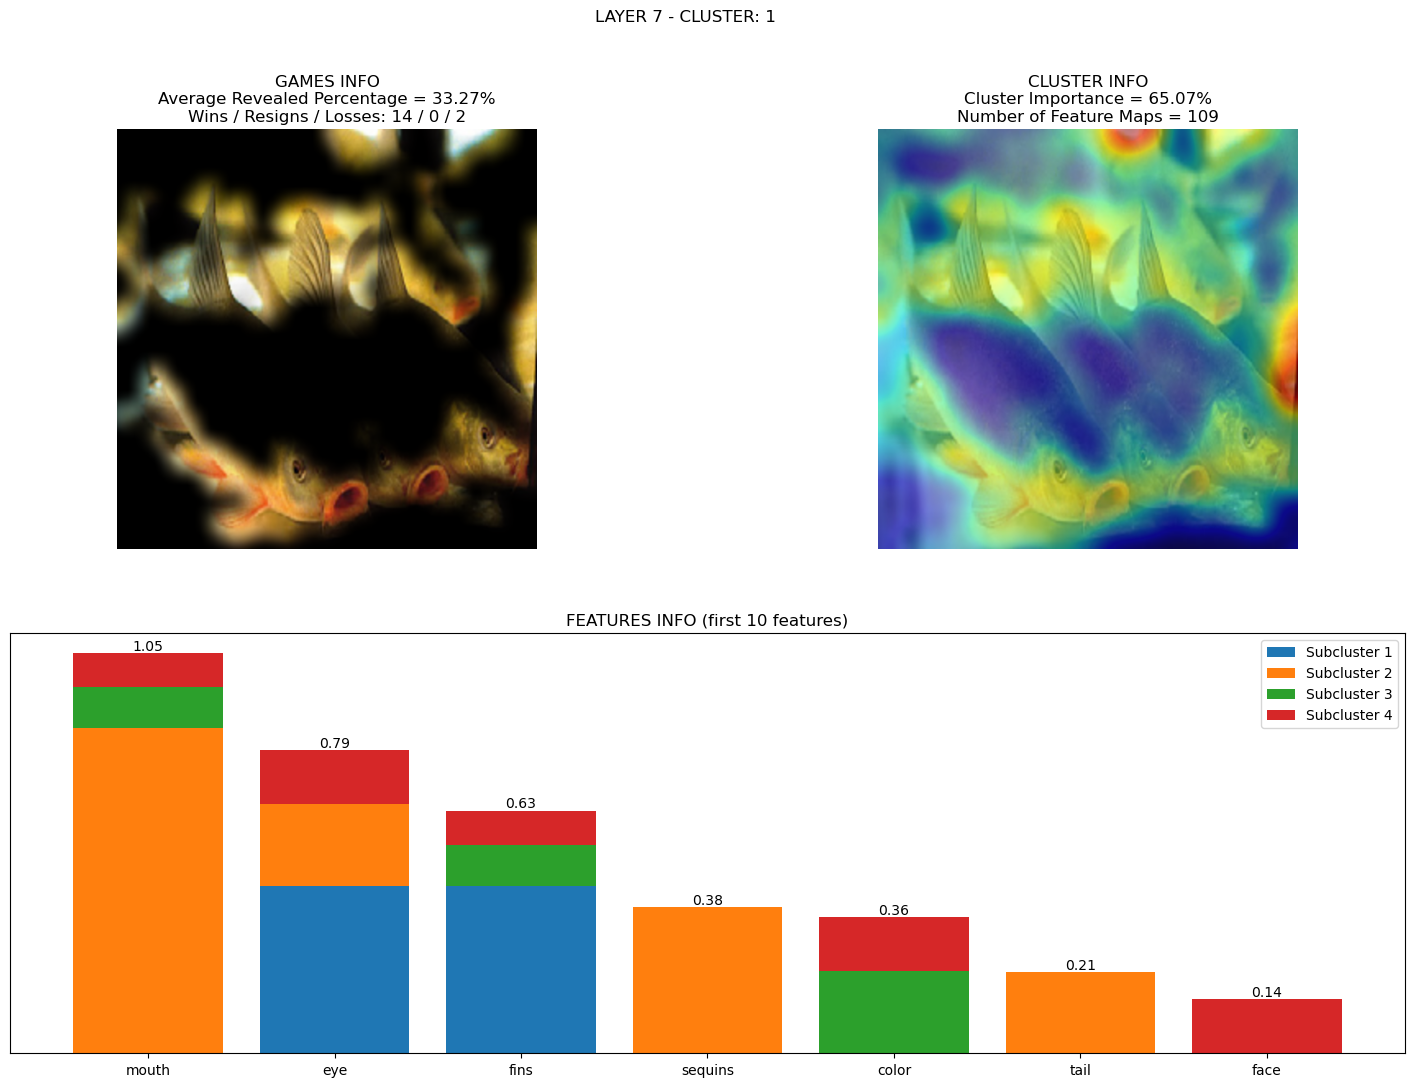 LAYER 7 - CLUSTER: 1
GAMES INFO
Average Revealed Percentage = 33.27%
Wins / Resigns / Losses: 14 / 0 / 2
CLUSTER INFO
Cluster Importance = 65.07%
Number of Feature Maps = 109
FEATURES INFO (first 10 features)
Subcluster 1
Subcluster 2
Subcluster 3
Subcluster 4
1.05
0.79
0.63
0.38
0.36
0.21
0.14
mouth
eye
fins
sequins
color
tail
face